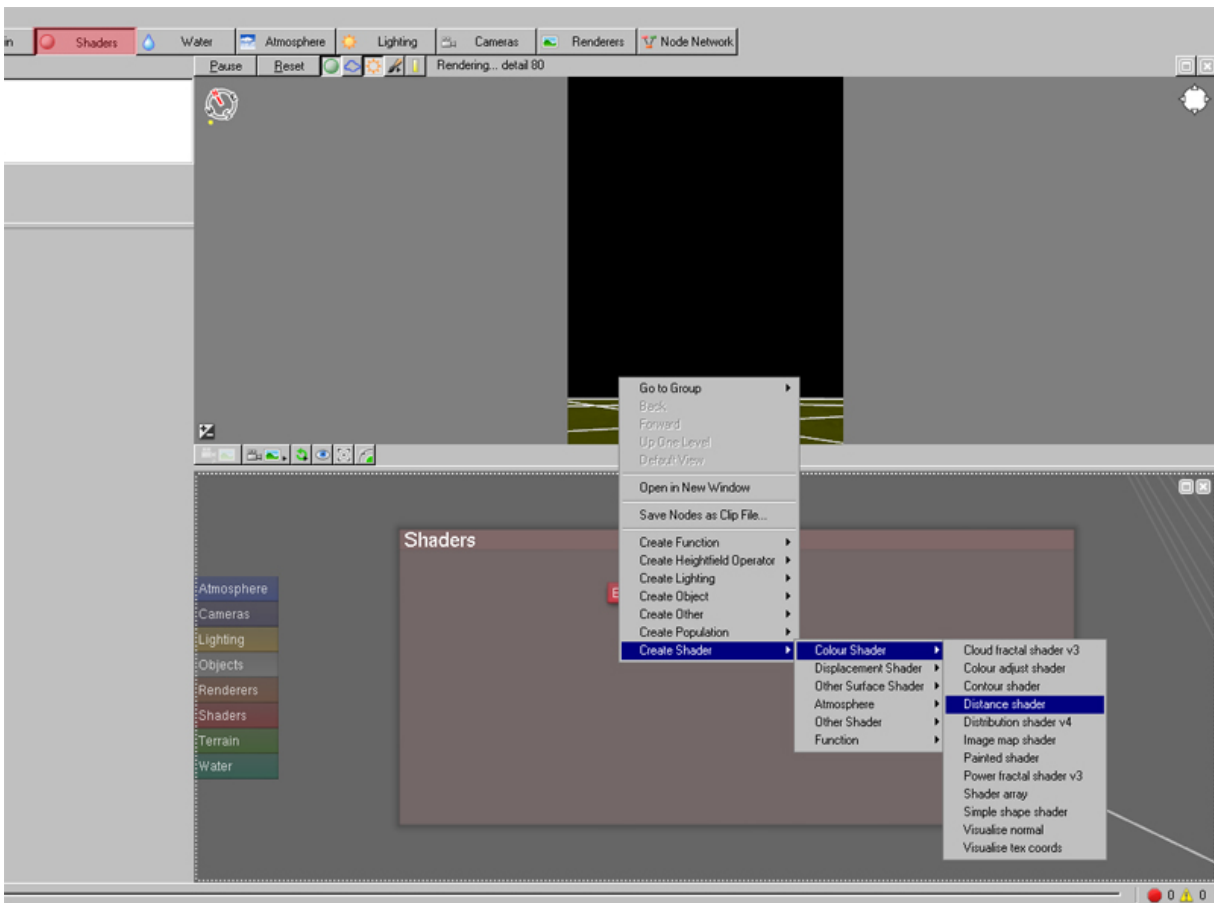 in
Shaders
Water
Atmosphere
Lighting
Cameras
Renderers
Node Network
Pause
Reset
Rendering... detail 80
Go to Group
Back
Forward
Up One Level
Default View
Open in New Window
Save Nodes as Clip File...
Create Function
Create Heightfield Operator
Create Lighting
Create Object
Create Other
Create Population
Create Shader
Shaders
E
Atmosphere
Cameras
Lighting
Objects
Renderers
Shaders
Terrain
Water
Colour Shader
Displacement Shader
Other Surface Shader
Atmosphere
Other Shader
Function
Cloud fractal shader v3
Colour adjust shader
Contour shader
Distance shader
Distribution shader v4
Image map shader
Painted shader
Power fractal shader v3
Shader array
Simple shape shader
Visualise normal
Visualise tex coords
0
0